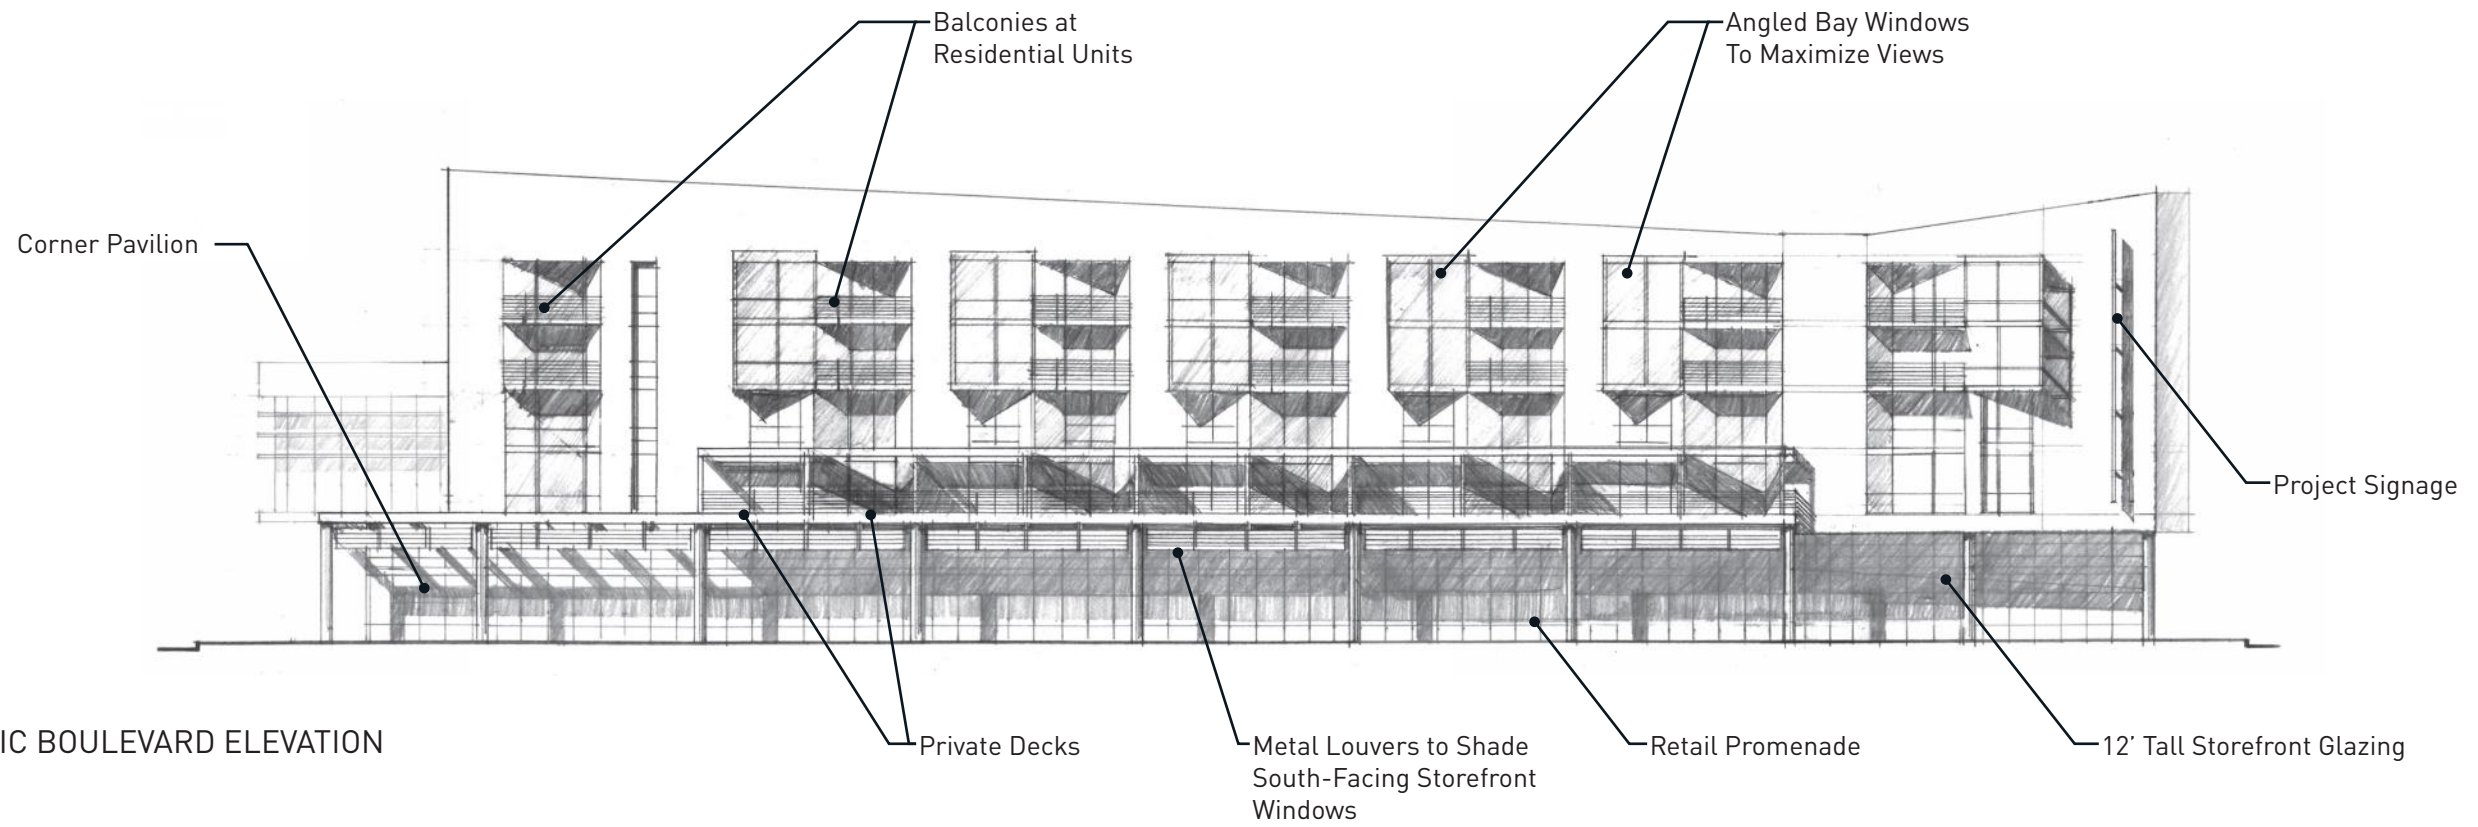 Balconies at
Residential Units
Angled Bay Windows
To Maximize Views
Corner Pavilion
Project Signage
IC BOULEVARD ELEVATION
Private Decks
Metal Louvers to Shade
South-Facing Storefront
Windows
Retail Promenade
12’ Tall Storefront Glazing